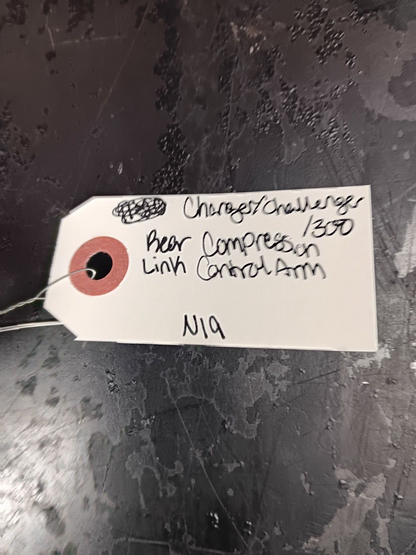 Charger/Challenger
/300
Rear Compression
Link Control Arm
N19